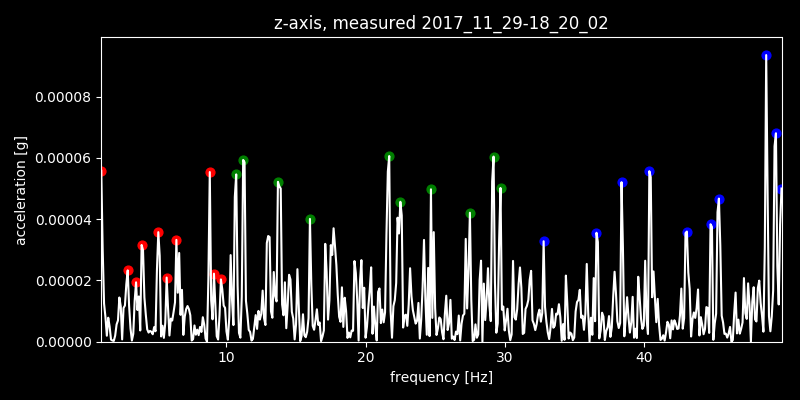 z-axis, measured 2017_11_29-18_20_02
0.00008
0.00006
0.00004
0.00002
0.00000
acceleration [g]
10 20 30 40
frequency [Hz]